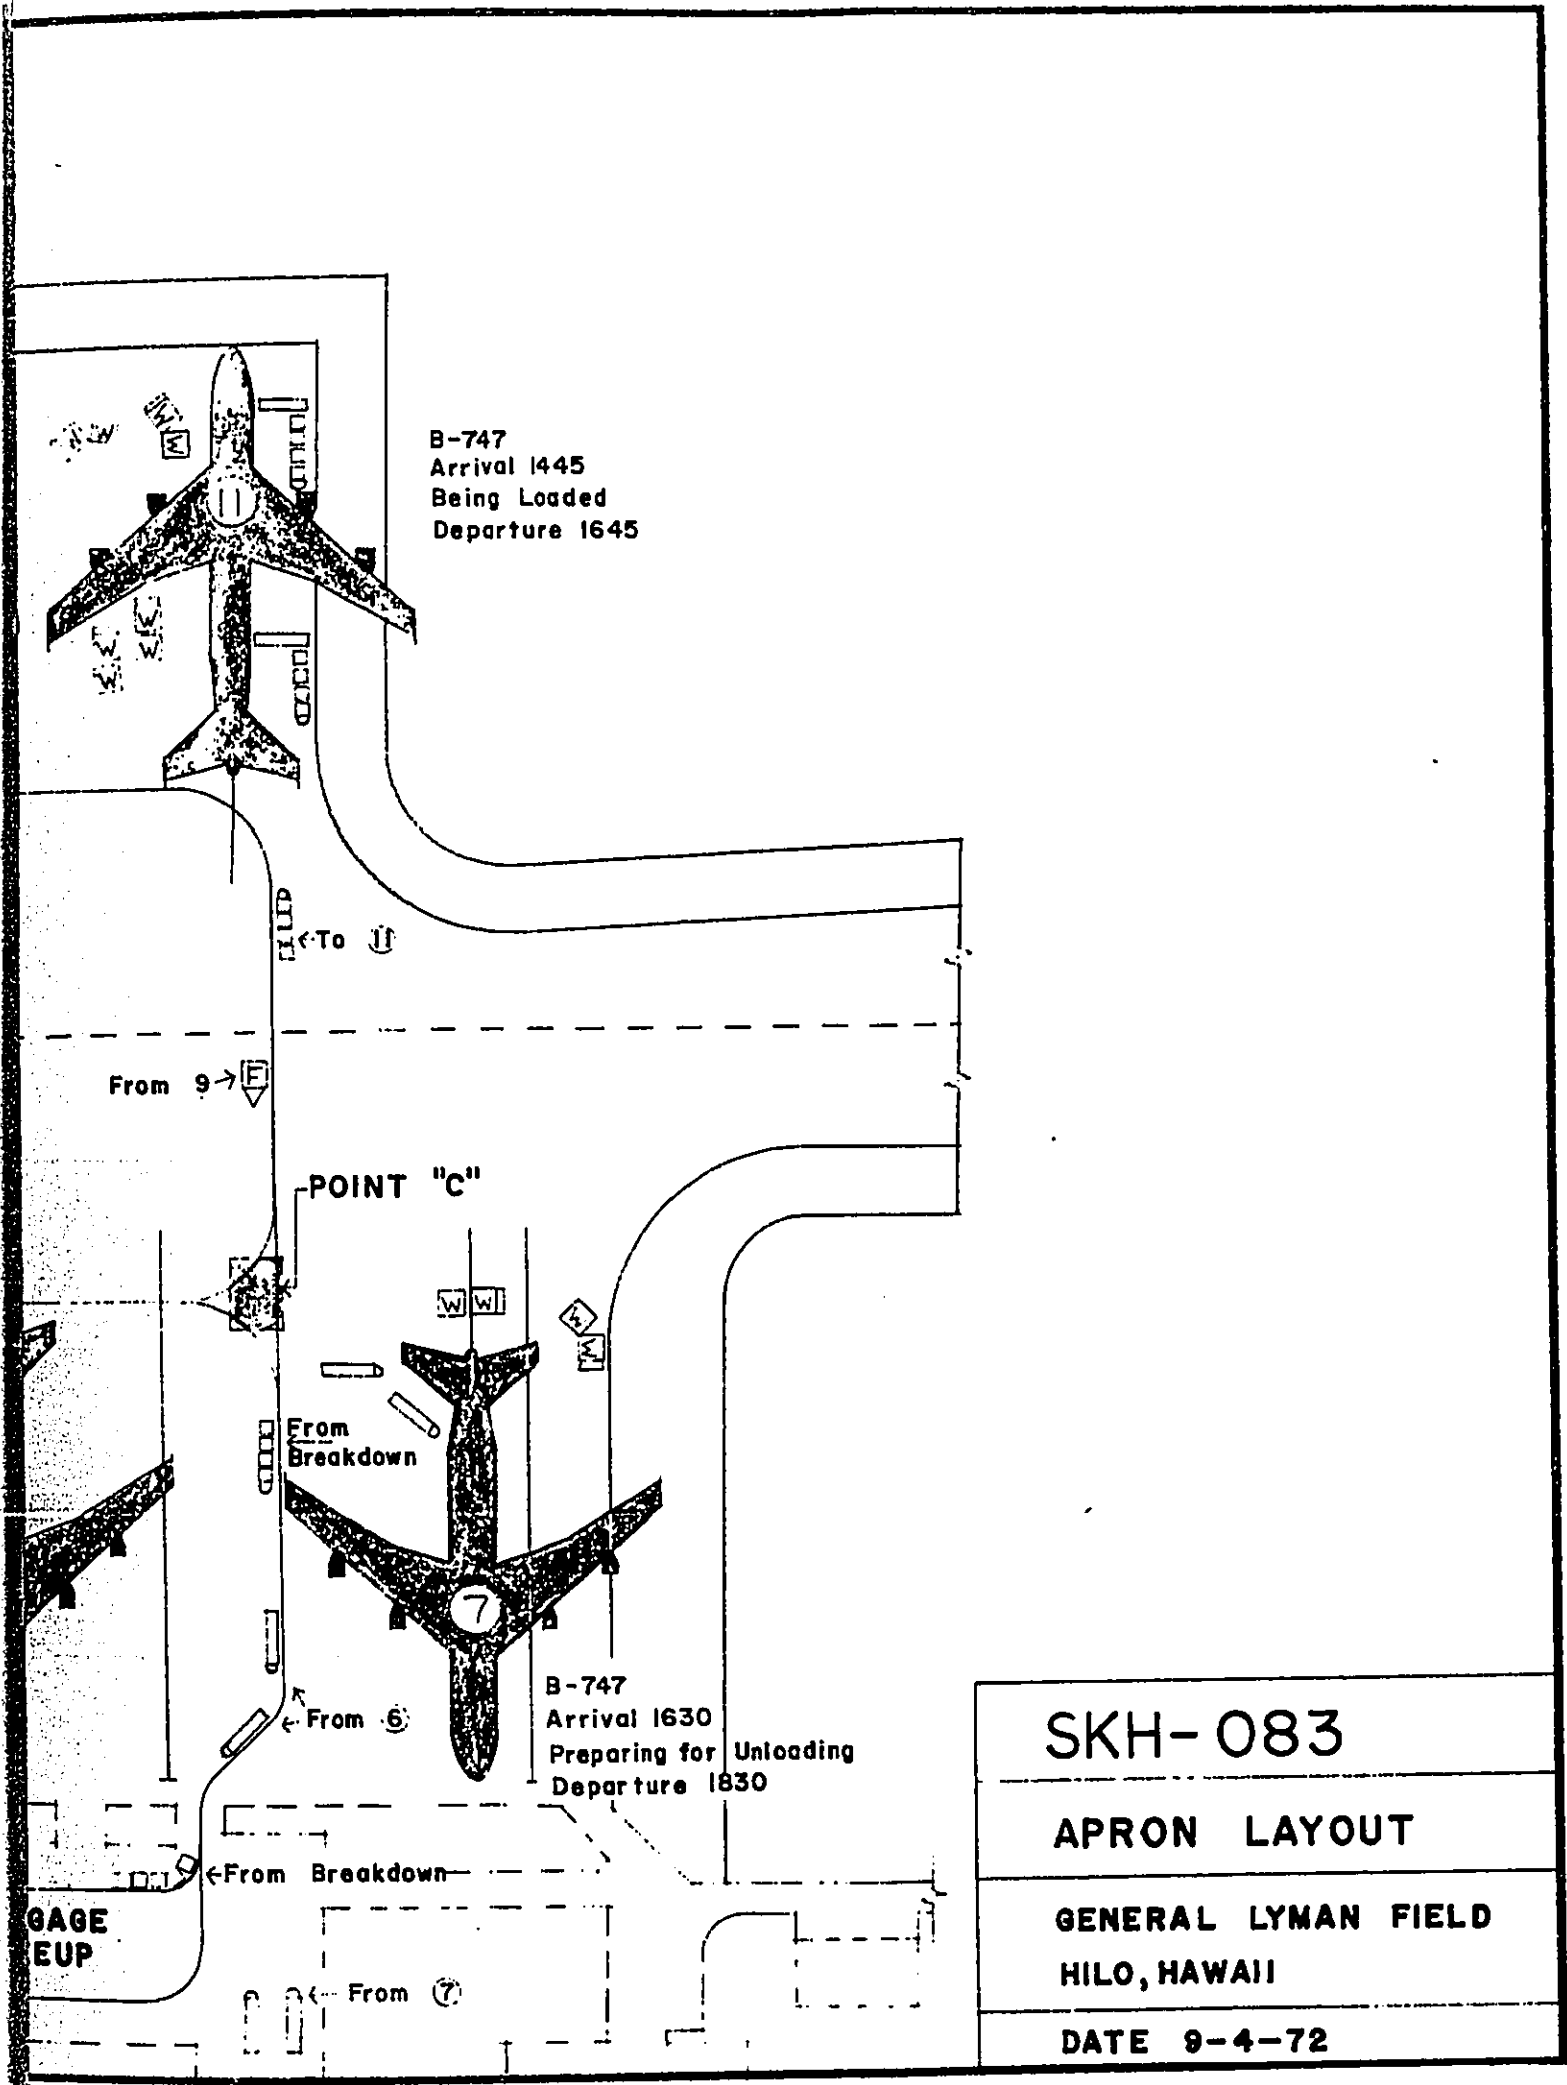 W
W
W
11
B-747
Arrival 1445
Being Loaded
Departure 1645
W
W
W
W
←To 11
From 9→ F
POINT "C"
W W
W
W
From
Breakdown
7
B-747
Arrival 1630
Preparing for Unloading
Departure 1830
←From 6
←From Breakdown
GAGE
EUP
← From 7
SKH-083
APRON LAYOUT
GENERAL LYMAN FIELD
HILO, HAWAII
DATE 9-4-72